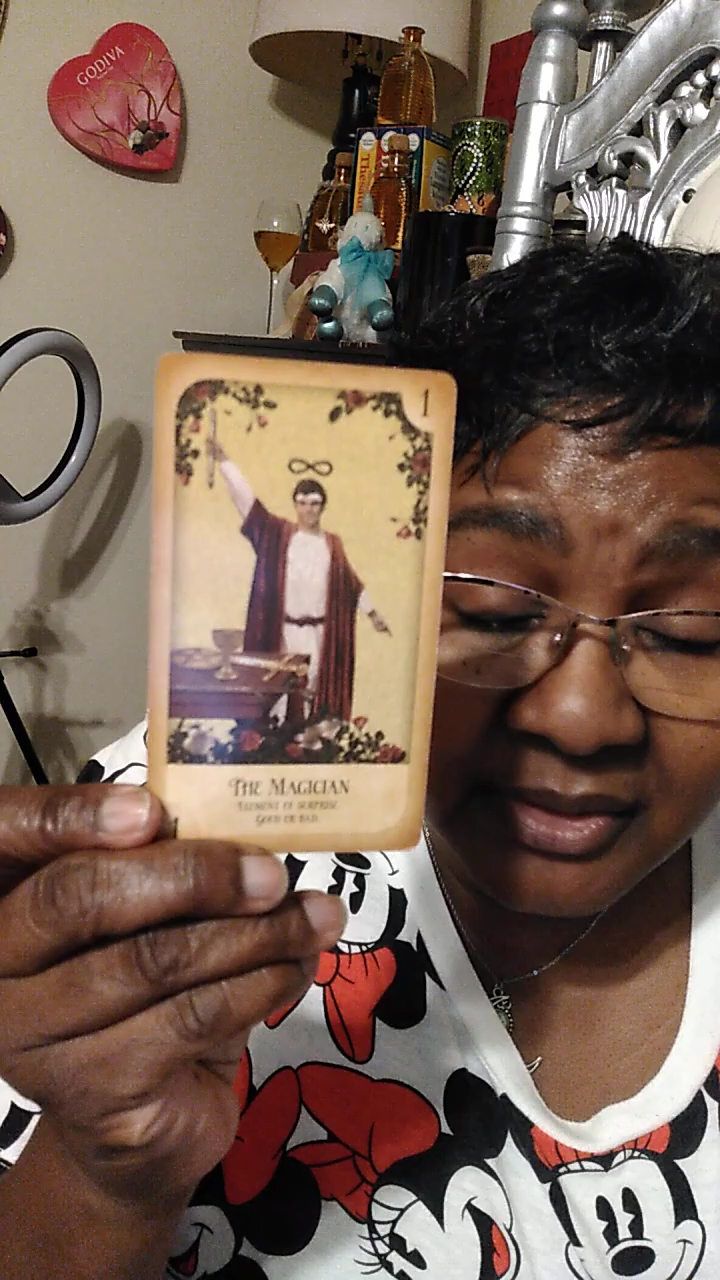 GODIVA
1
THE MAGICIAN
ELEMENT OF SURPRISE
GOOD OR BAD